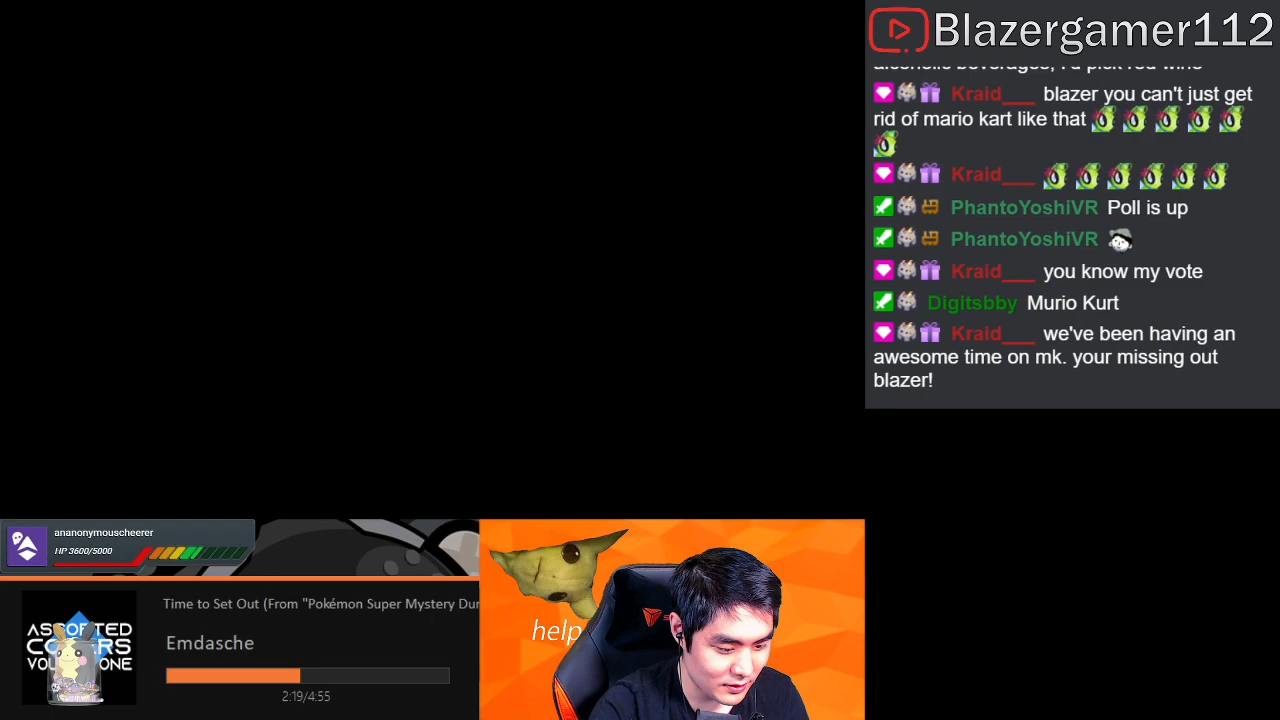 Blazergamer112
Kraid___ blazer you can't just get
rid of mario kart like that
Kraid___
PhantoYoshiVR Poll is up
PhantoYoshiVR
Kraid___ you know my vote
Digitsbby Murio Kurt
Kraid___ we've been having an
awesome time on mk. your missing out
blazer!
ananonymouscheerer
HP 3600/5000
Time to Set Out (From "Pokémon Super Mystery Dun
Emdasche
2:19/4:55
ASSORTED
VOL
ONE
help